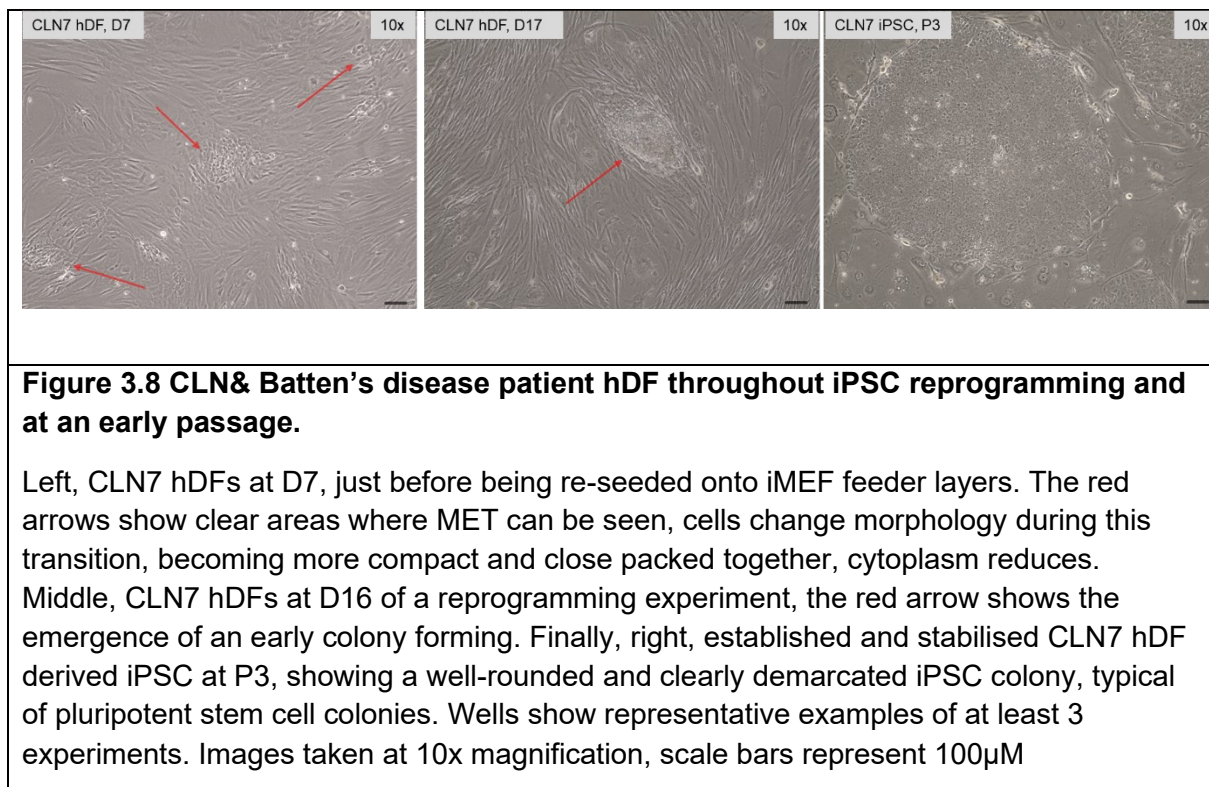 CLN7 hDF, D7 10x CLN7 hDF, D17 10x CLN7 iPSC, P3 10x
Figure 3.8 CLN& Batten’s disease patient hDF throughout iPSC reprogramming and
at an early passage.
Left, CLN7 hDFs at D7, just before being re-seeded onto iMEF feeder layers. The red
arrows show clear areas where MET can be seen, cells change morphology during this
transition, becoming more compact and close packed together, cytoplasm reduces.
Middle, CLN7 hDFs at D16 of a reprogramming experiment, the red arrow shows the
emergence of an early colony forming. Finally, right, established and stabilised CLN7 hDF
derived iPSC at P3, showing a well-rounded and clearly demarcated iPSC colony, typical
of pluripotent stem cell colonies. Wells show representative examples of at least 3
experiments. Images taken at 10x magnification, scale bars represent 100µM